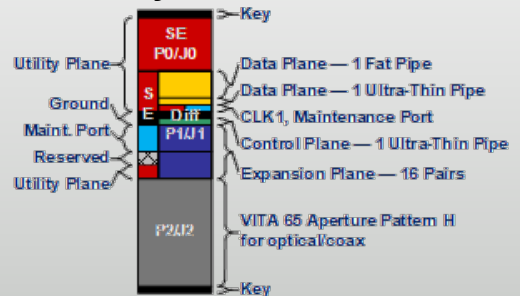 Key
SE
P0/J0
Utility Plane
Data Plane — 1 Fat Pipe
Data Plane — 1 Ultra-Thin Pipe
S
E
Ground
Diff
CLK1, Maintenance Port
Maint. Port
P1/J1
Control Plane — 1 Ultra-Thin Pipe
Reserved
Expansion Plane — 16 Pairs
Utility Plane
P2/J2
VITA 65 Aperture Pattern H
for optical/coax
Key